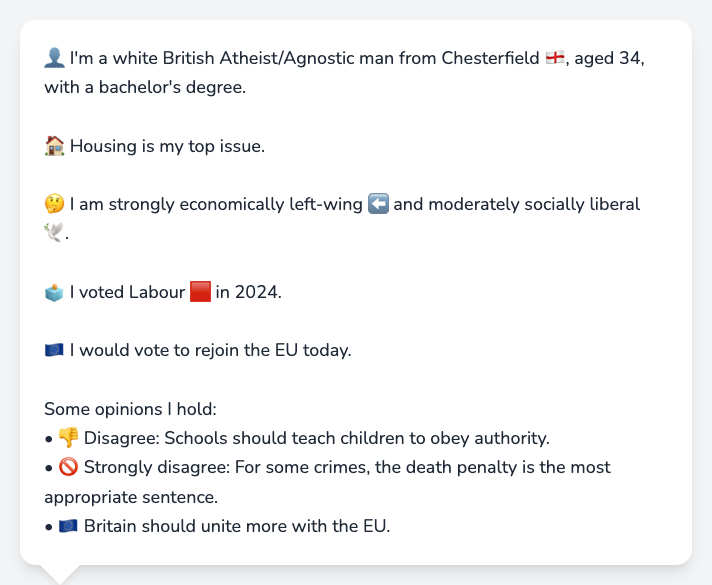 👤 I'm a white British Atheist/Agnostic man from Chesterfield 🏴󠁧󠁢󠁥󠁮󠁧󠁿, aged 34,
with a bachelor's degree.
🏠 Housing is my top issue.
🤔 I am strongly economically left-wing ⬅️ and moderately socially liberal
🕊️.
🗳️ I voted Labour 🟥 in 2024.
🇪🇺 I would vote to rejoin the EU today.
Some opinions I hold:
• 👎 Disagree: Schools should teach children to obey authority.
• 🚫 Strongly disagree: For some crimes, the death penalty is the most
appropriate sentence.
• 🇪🇺 Britain should unite more with the EU.